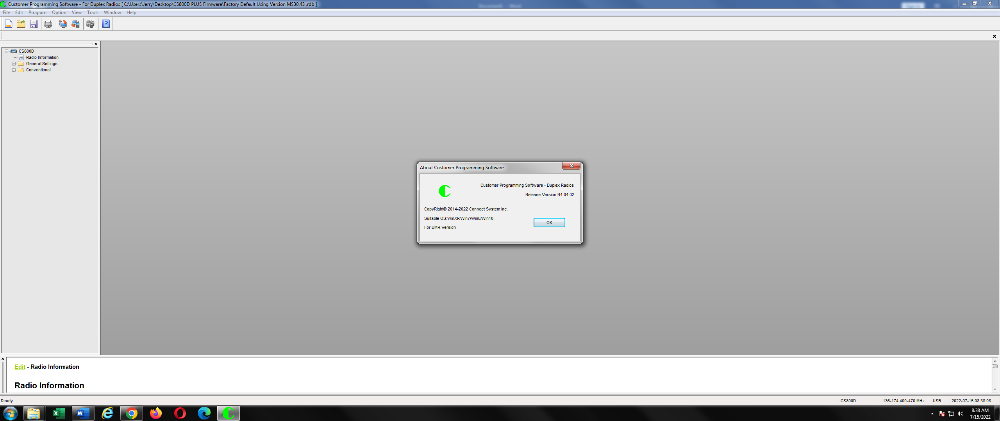 Customer Programming Software - For Duplex Radios [ C:\Users\Jerry\Desktop\CS800D PLUS Firmware\Factory Default Using Version MS30.43 .rdb ]
File Edit Program Option View Tools Window Help
CS800D
Radio Information
General Settings
Conventional
About Customer Programming Software
Customer Programming Software - Duplex Radios
Release Version:R4.04.02
CopyRight© 2014-2022 Connect System Inc.
Suitable OS:WinXP/Win7/Win8/Win10.
OK
For DMR Version
Edit - Radio Information
Radio Information
Ready CS800D 136-174,400-470 MHz USB 2022-07-15 08:38:08
8:38 AM
7/15/2022